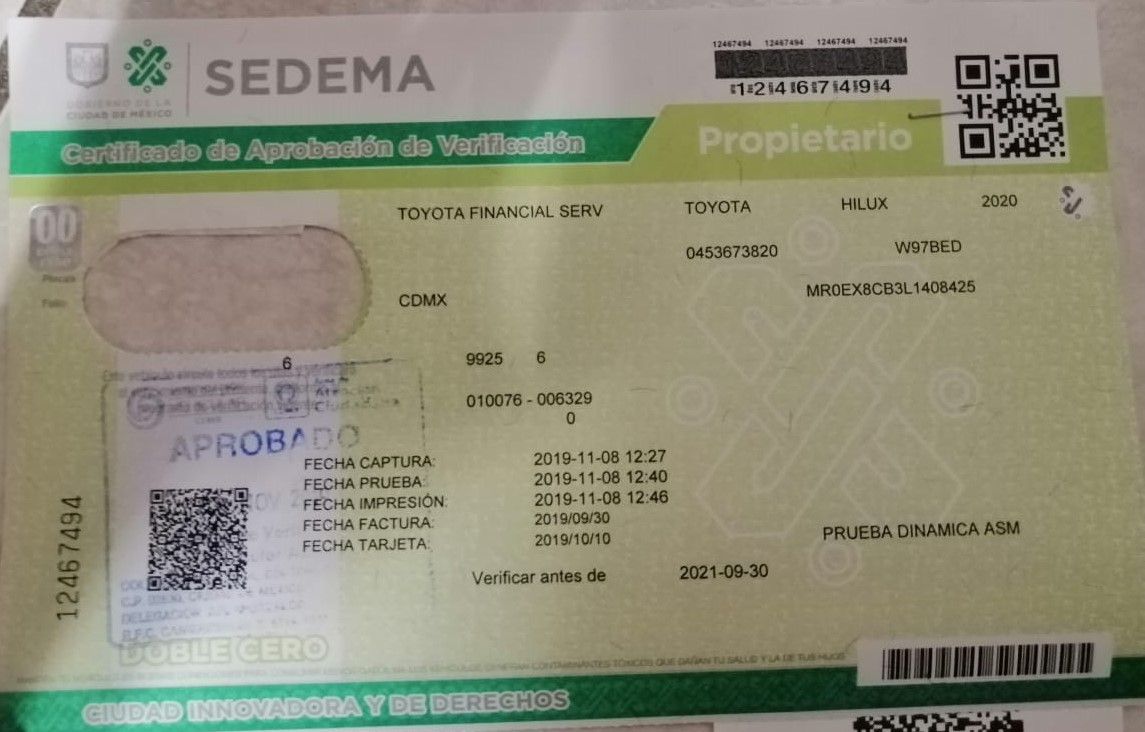 12467494 12467494 12467494 12467494
SEDEMA
12467494
GOBIERNO DE LA
CIUDAD DE MÉXICO
Certificado de Aprobación de Verificación
Propietario
00
TOYOTA FINANCIAL SERV TOYOTA HILUX 2020
0453673820 W97BED
Placas
Folio
CDMX MR0EX8CB3L1408425
6 9925 6
010076 - 006329
0
APROBADO
FECHA CAPTURA: 2019-11-08 12:27
FECHA PRUEBA: 2019-11-08 12:40
FECHA IMPRESIÓN: 2019-11-08 12:46
FECHA FACTURA: 2019/09/30
FECHA TARJETA: 2019/10/10
PRUEBA DINAMICA ASM
Verificar antes de 2021-09-30
12467494
DOBLE CERO
CONTAMINANTES TÓXICOS QUE DAÑAN TU SALUD Y LA DE TUS HIJOS
CIUDAD INNOVADORA Y DE DERECHOS